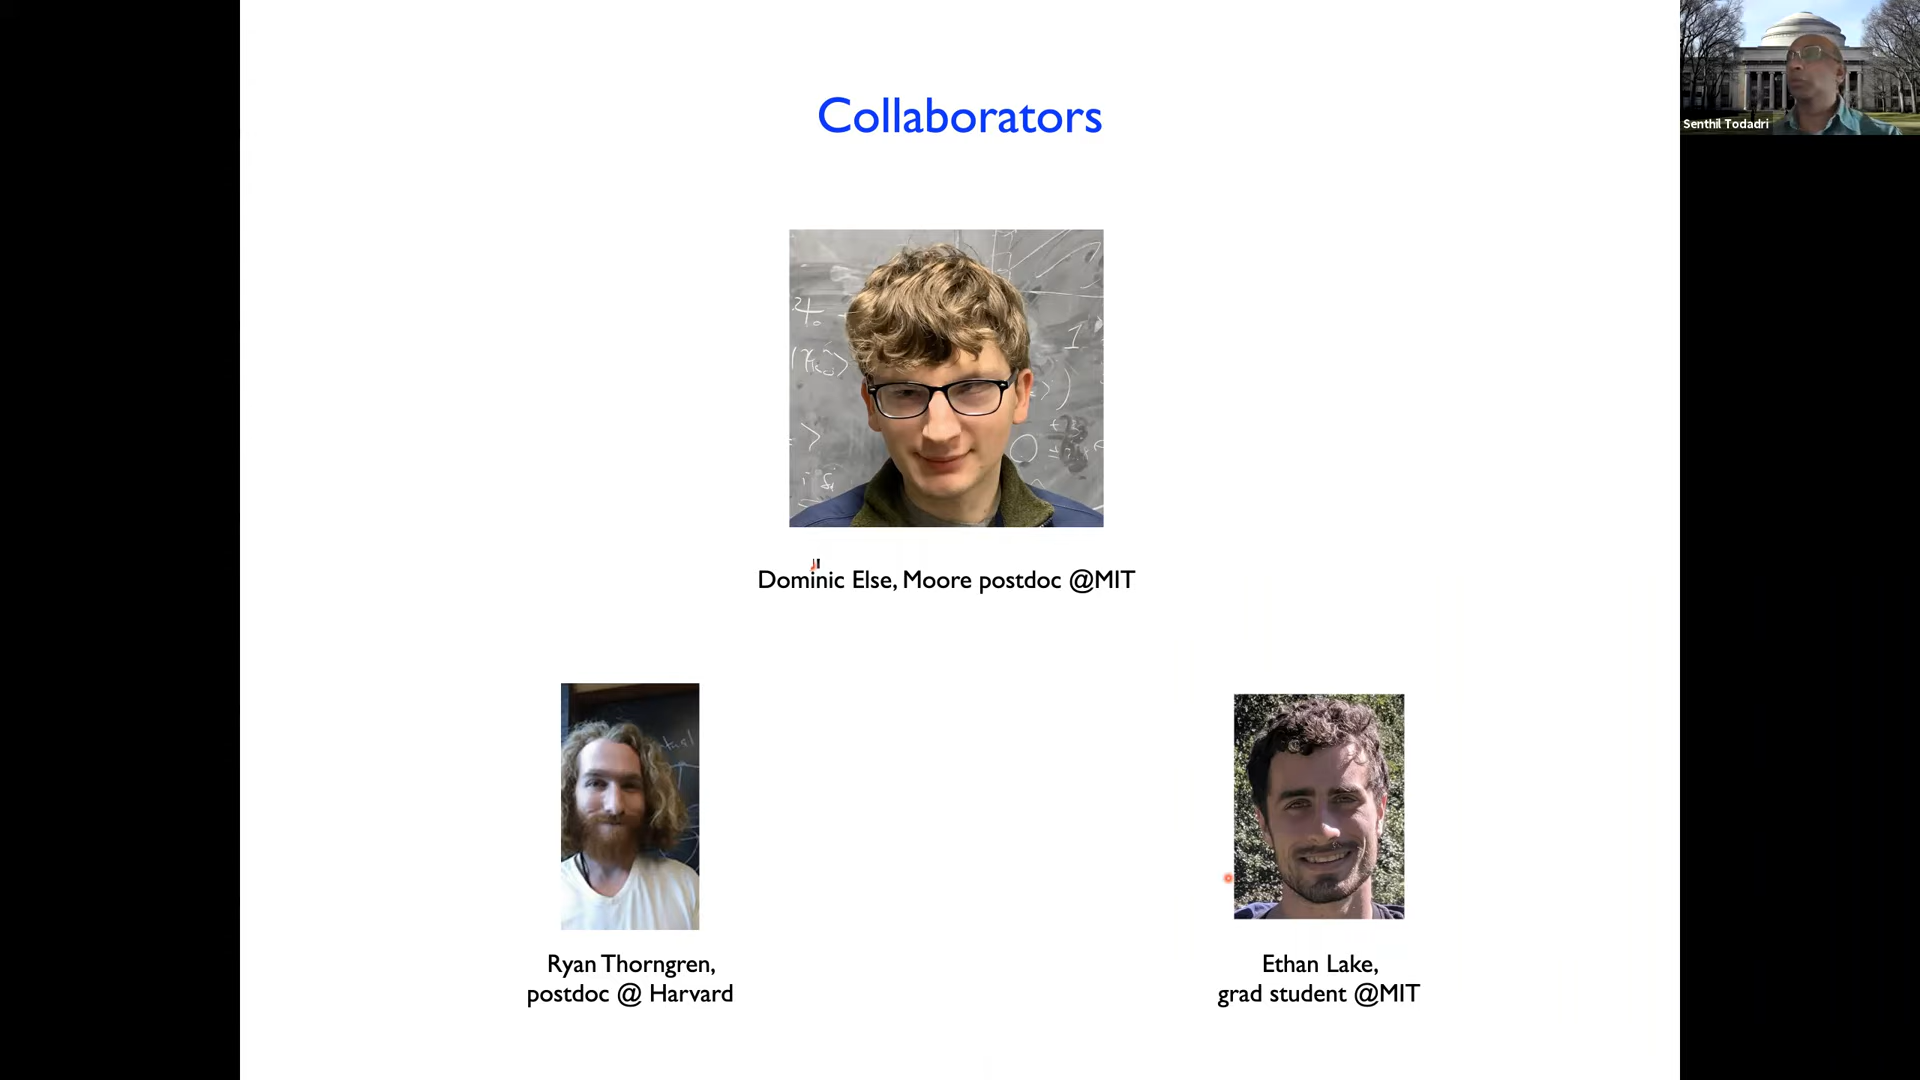 Collaborators
Senthil Todadri
Dominic Else, Moore postdoc @MIT
Ryan Thorngren,
postdoc @ Harvard
Ethan Lake,
grad student @MIT